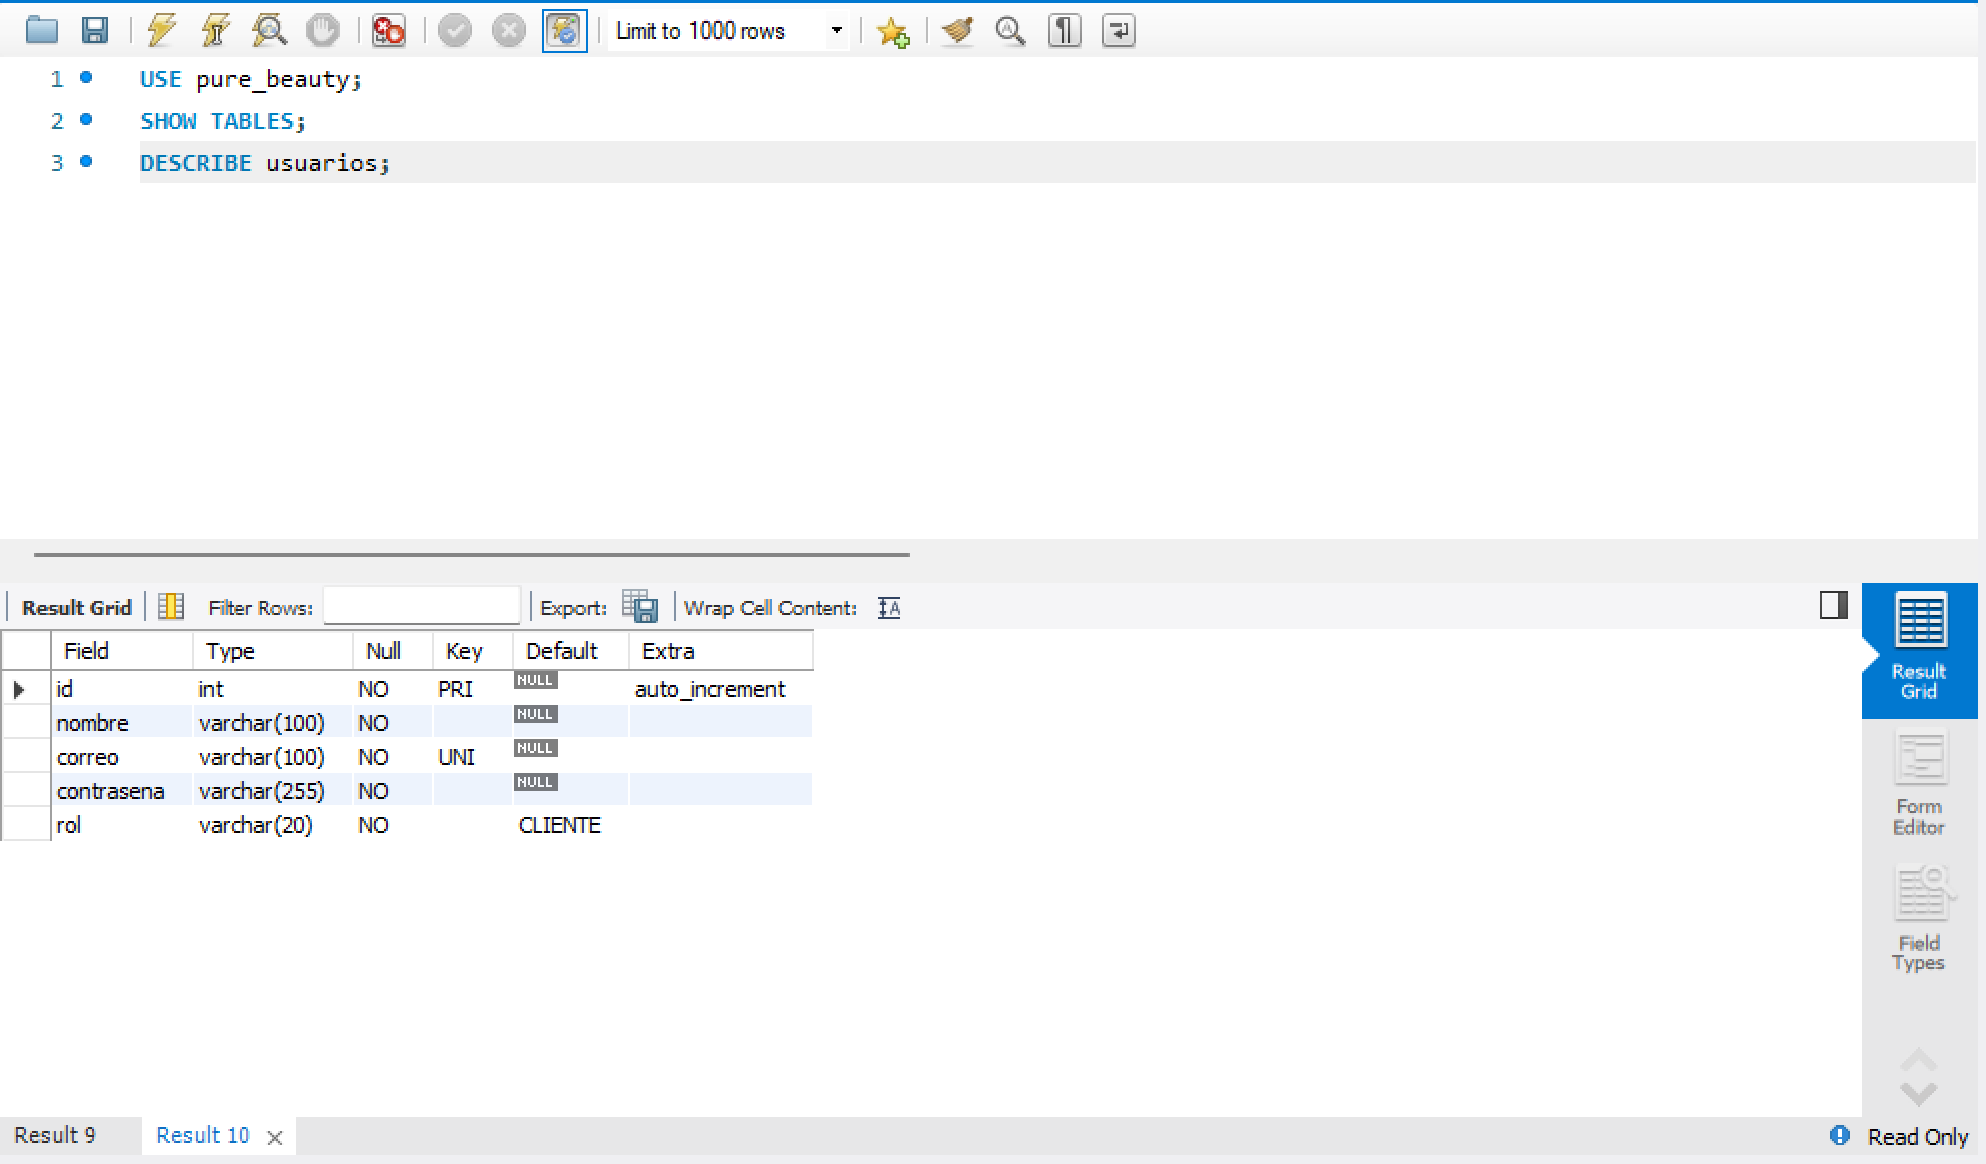 Limit to 1000 rows
1 USE pure_beauty;
2 SHOW TABLES;
3 DESCRIBE usuarios;
Result Grid Filter Rows: Export: Wrap Cell Content:
Field Type Null Key Default Extra
id int NO PRI NULL auto_increment
nombre varchar(100) NO NULL
correo varchar(100) NO UNI NULL
contrasena varchar(255) NO NULL
rol varchar(20) NO CLIENTE
Result
Grid
Form
Editor
Field
Types
Result 9 Result 10 Read Only